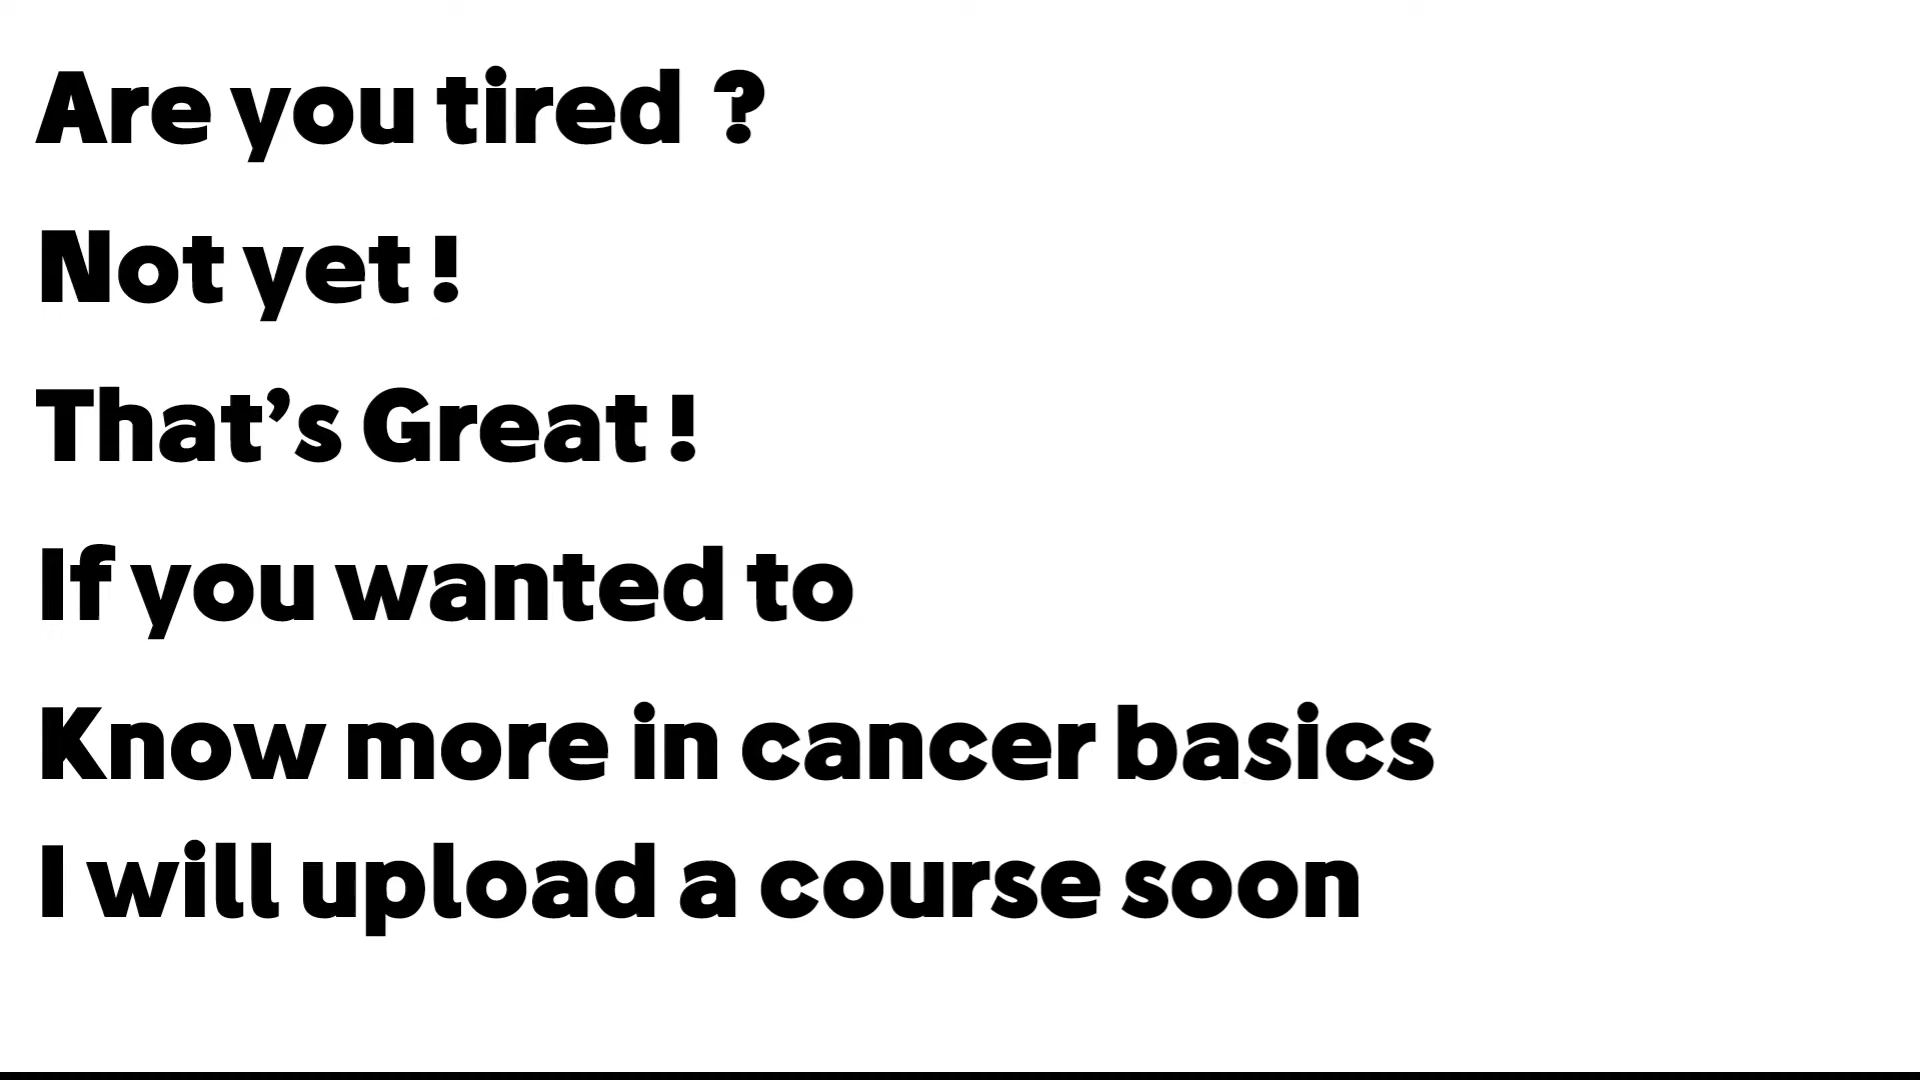 Are you tired ?
Not yet !
That’s Great !
If you wanted to
Know more in cancer basics
I will upload a course soon